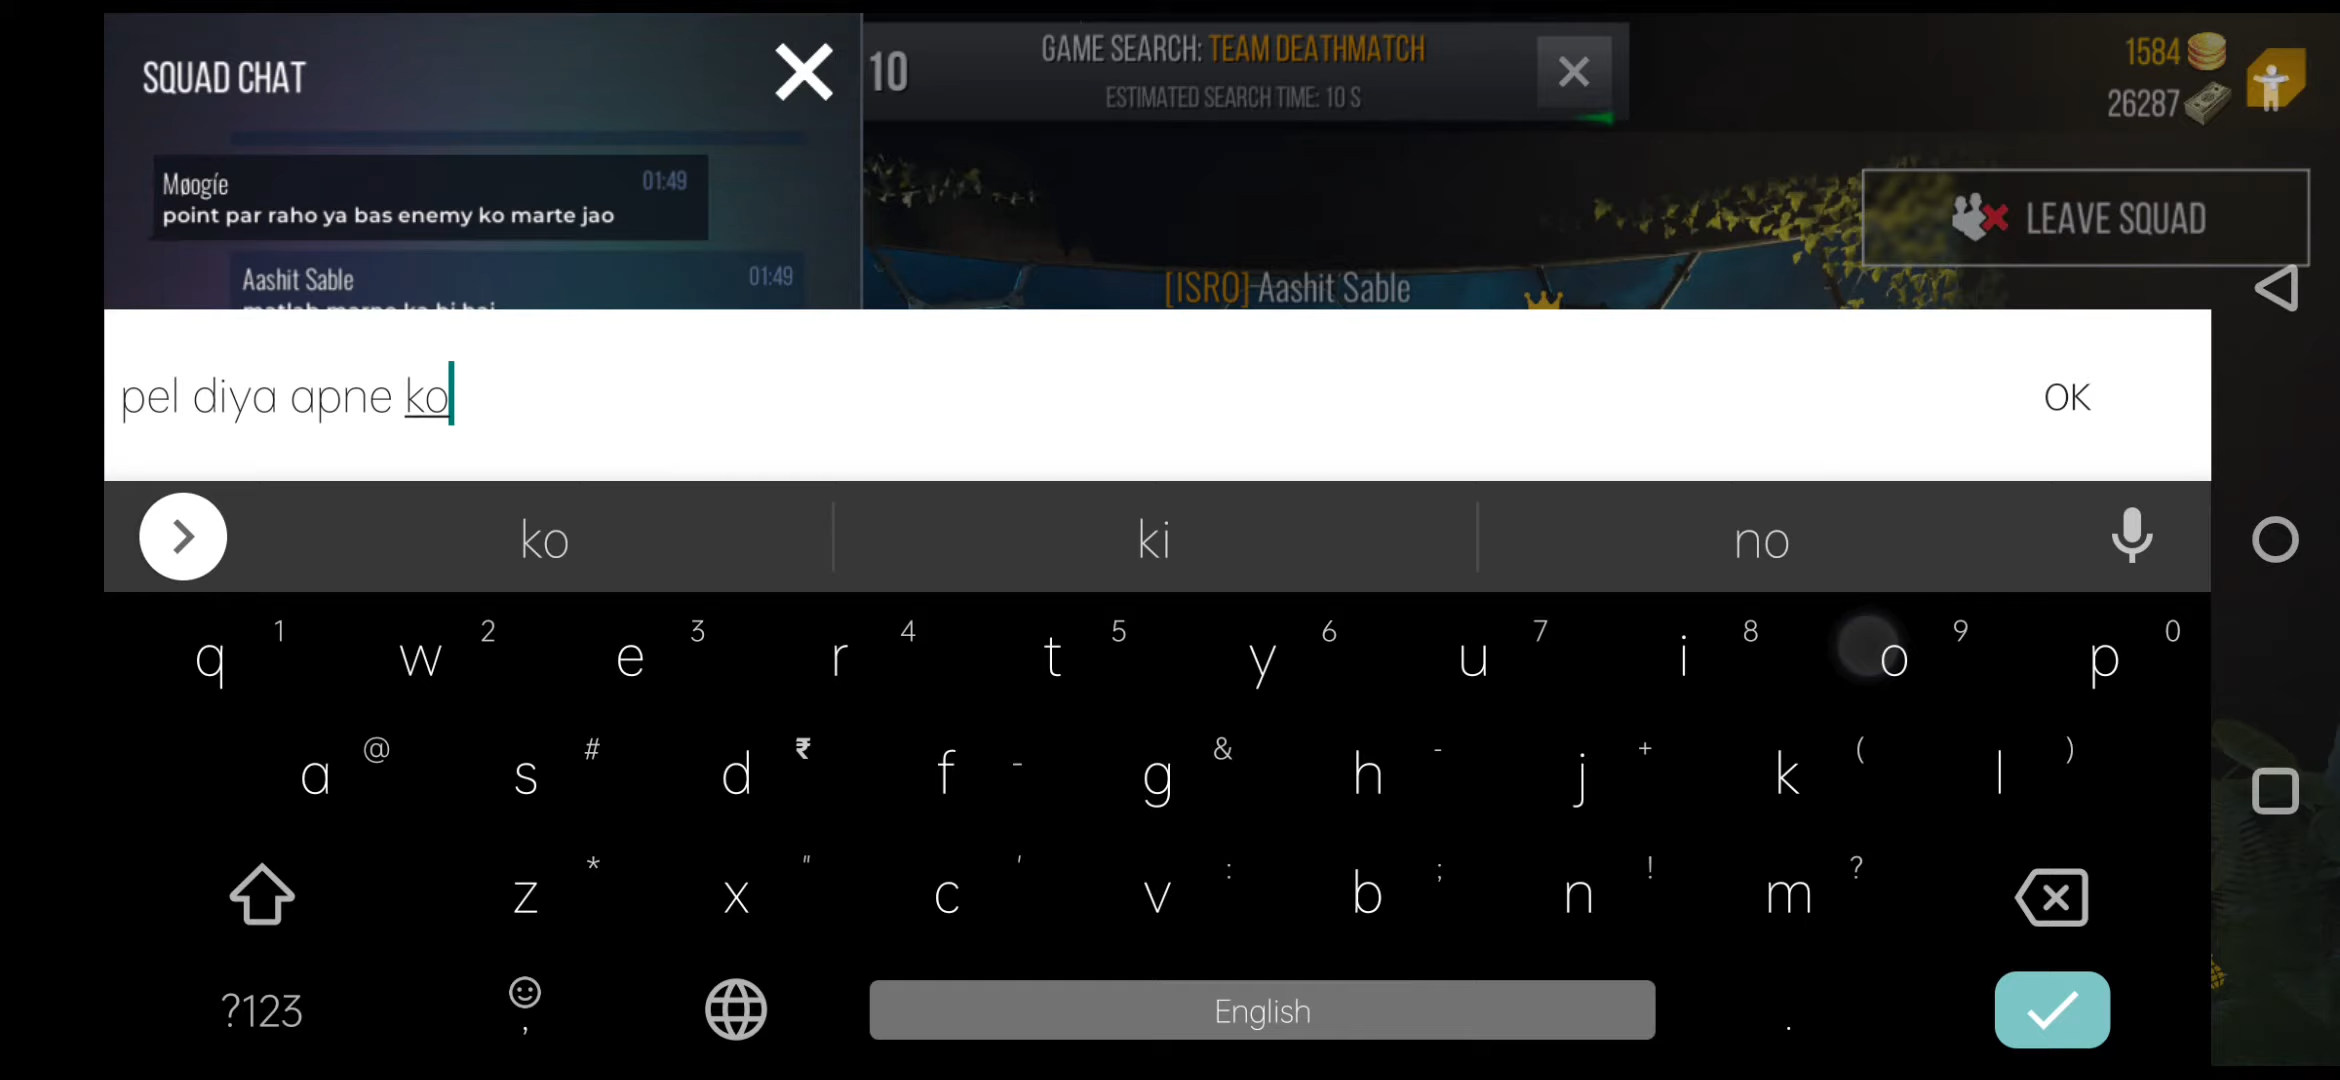 SQUAD CHAT
10
GAME SEARCH: TEAM DEATHMATCH
ESTIMATED SEARCH TIME: 10 S
1584
26287
Møogíe 01:49
point par raho ya bas enemy ko marte jao
LEAVE SQUAD
Aashit Sable 01:49
[ISRO] Aashit Sable
pel diya apne ko
OK
ko ki no
q 1 w 2 e 3 r 4 t 5 y 6 u 7 i 8 o 9 p 0
a @ s # d ₹ f - g & h - j + k ( l )
z * x " c ' v : b ; n ! m ?
?123 , English .